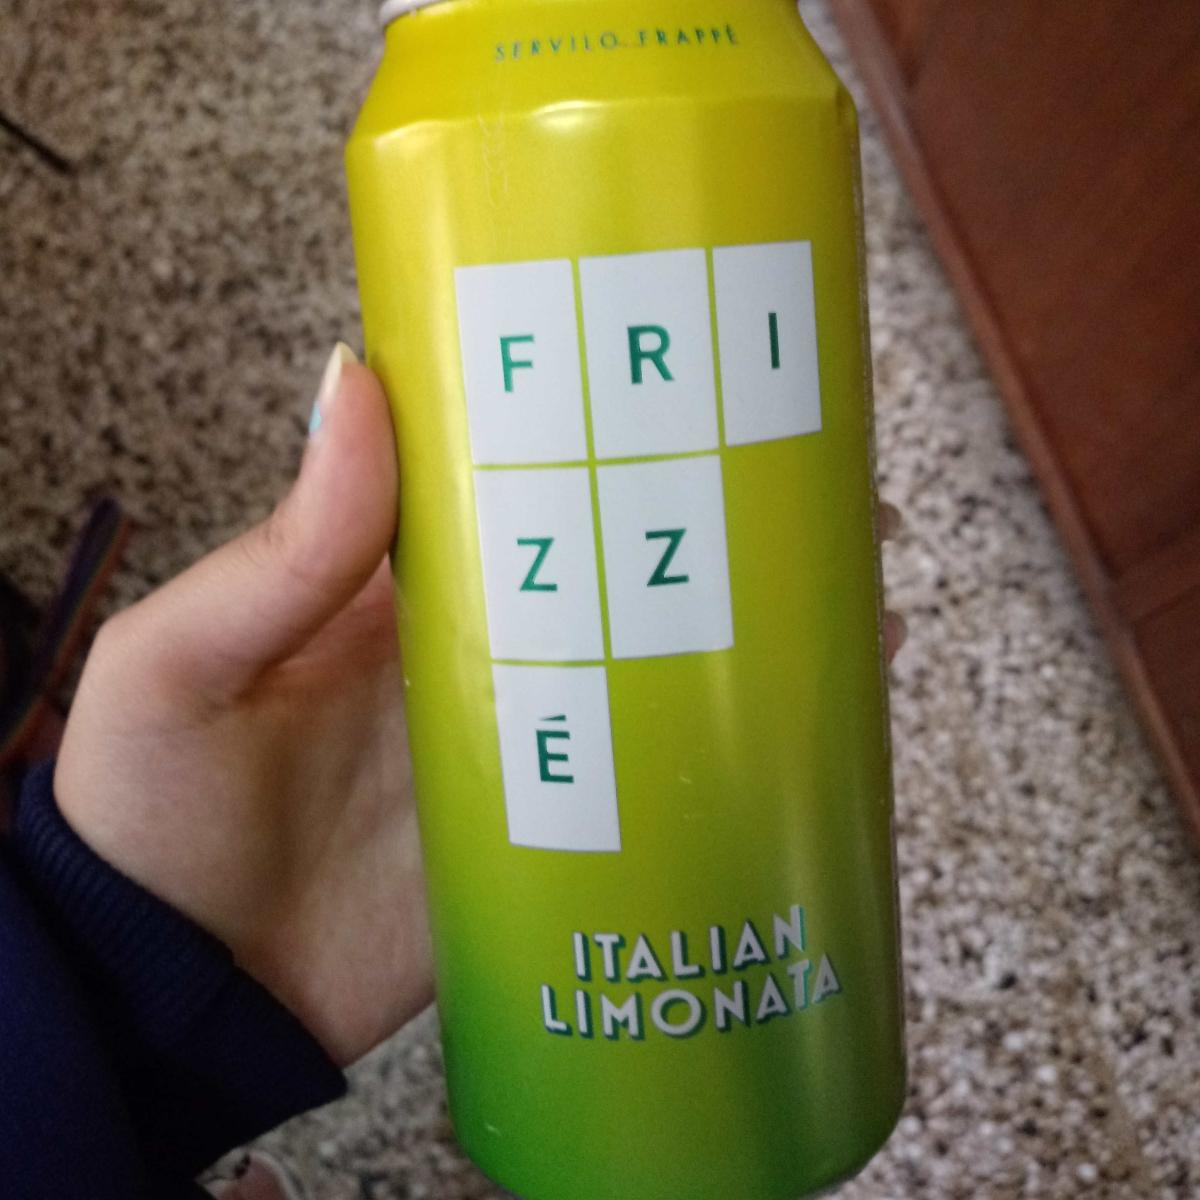 SERVILO FRAPPÉ
FRI
ZZ
É
ITALIAN
LIMONATA